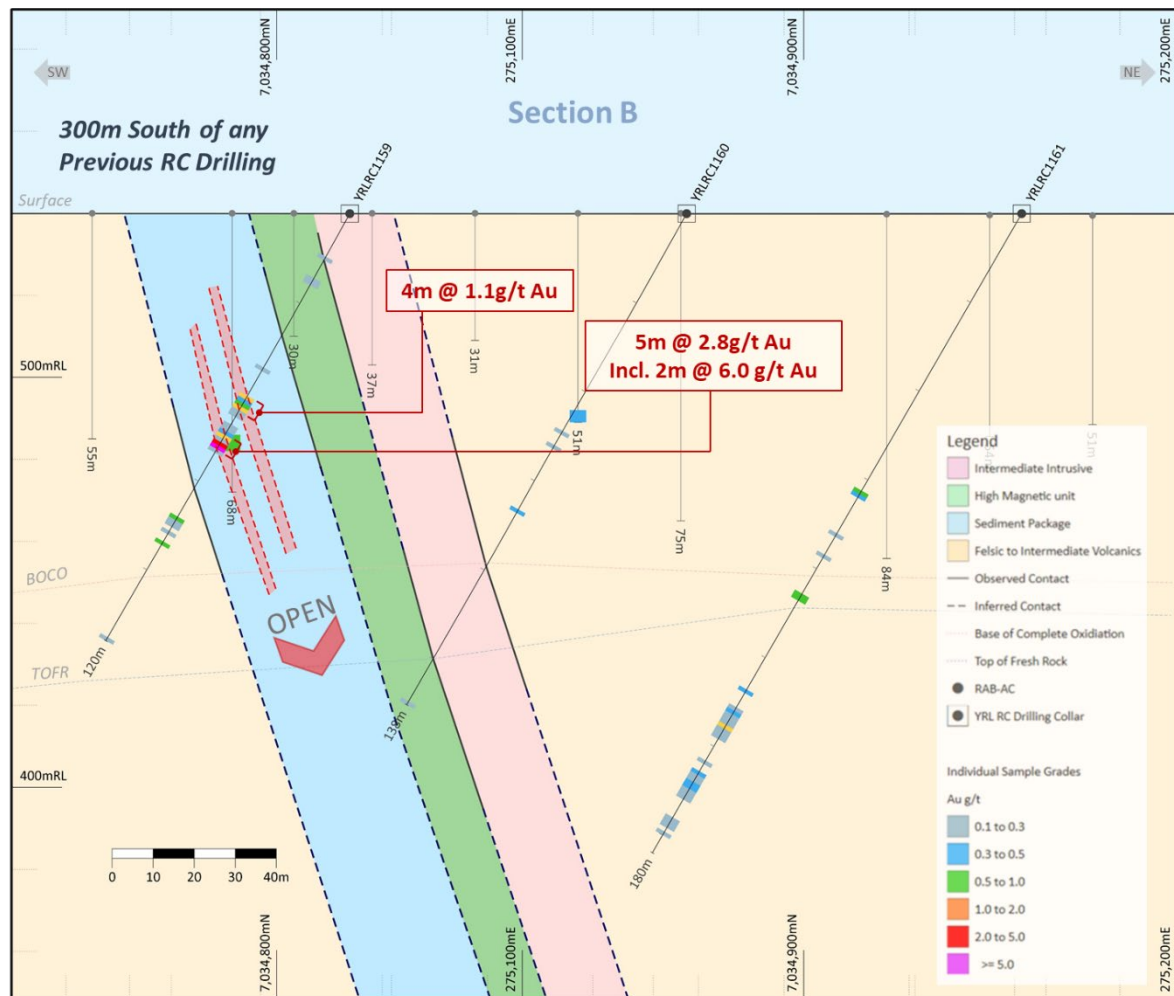 7,034,800mN
275,100mE
7,034,900mN
275,200mE
SW
NE
Section B
300m South of any
Previous RC Drilling
Surface
YRLRC1159
YRLRC1160
YRLRC1161
4m @ 1.1g/t Au
5m @ 2.8g/t Au
Incl. 2m @ 6.0 g/t Au
500mRL
30m
37m
31m
51m
55m
68m
75m
84m
54m
51m
BOCO
TOFR
OPEN
120m
138m
180m
400mRL
0 10 20 30 40m
7,034,800mN
275,100mE
7,034,900mN
275,200mE
Legend
Intermediate Intrusive
High Magnetic unit
Sediment Package
Felsic to Intermediate Volcanics
Observed Contact
Inferred Contact
Base of Complete Oxidiation
Top of Fresh Rock
RAB-AC
YRL RC Drilling Collar
Individual Sample Grades
Au g/t
0.1 to 0.3
0.3 to 0.5
0.5 to 1.0
1.0 to 2.0
2.0 to 5.0
>= 5.0